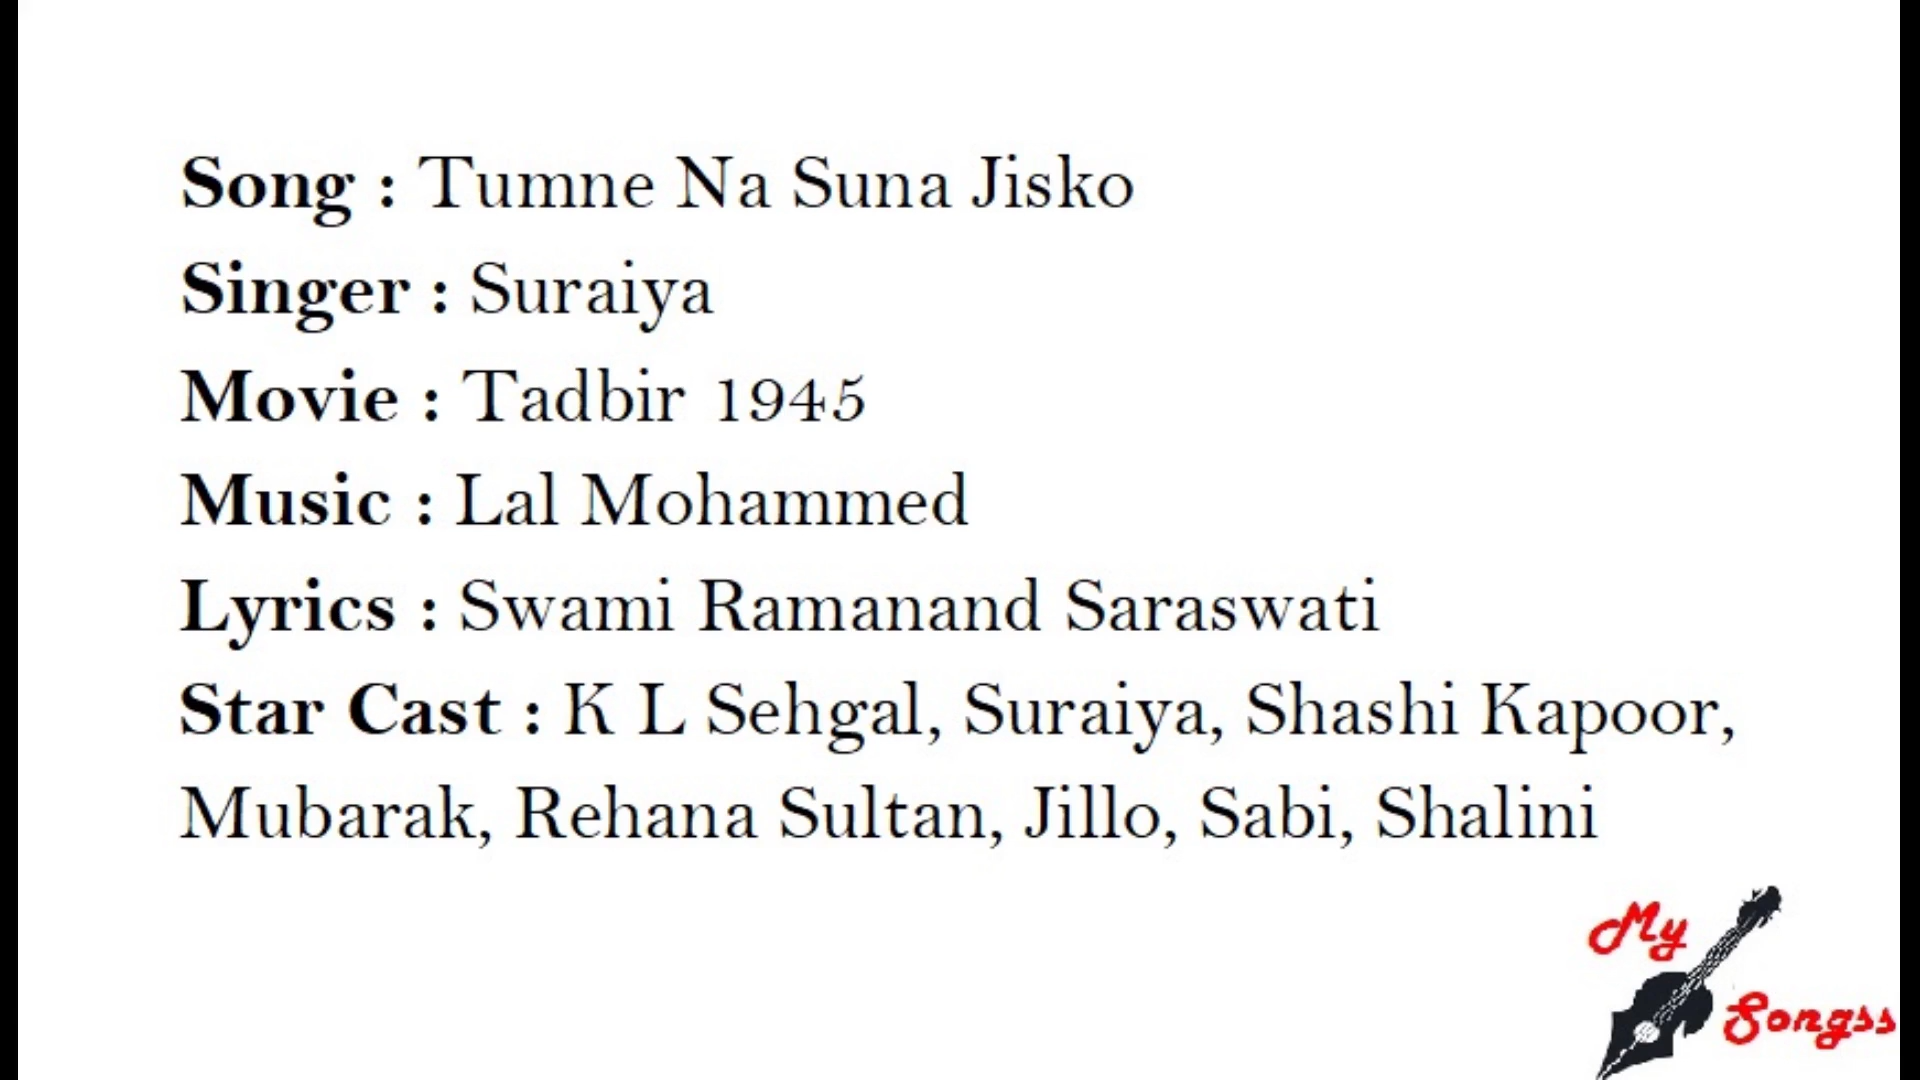 Song : Tumne Na Suna Jisko
Singer : Suraiya
Movie : Tadbir 1945
Music : Lal Mohammed
Lyrics : Swami Ramanand Saraswati
Star Cast : K L Sehgal, Suraiya, Shashi Kapoor,
Mubarak, Rehana Sultan, Jillo, Sabi, Shalini
My
Songss